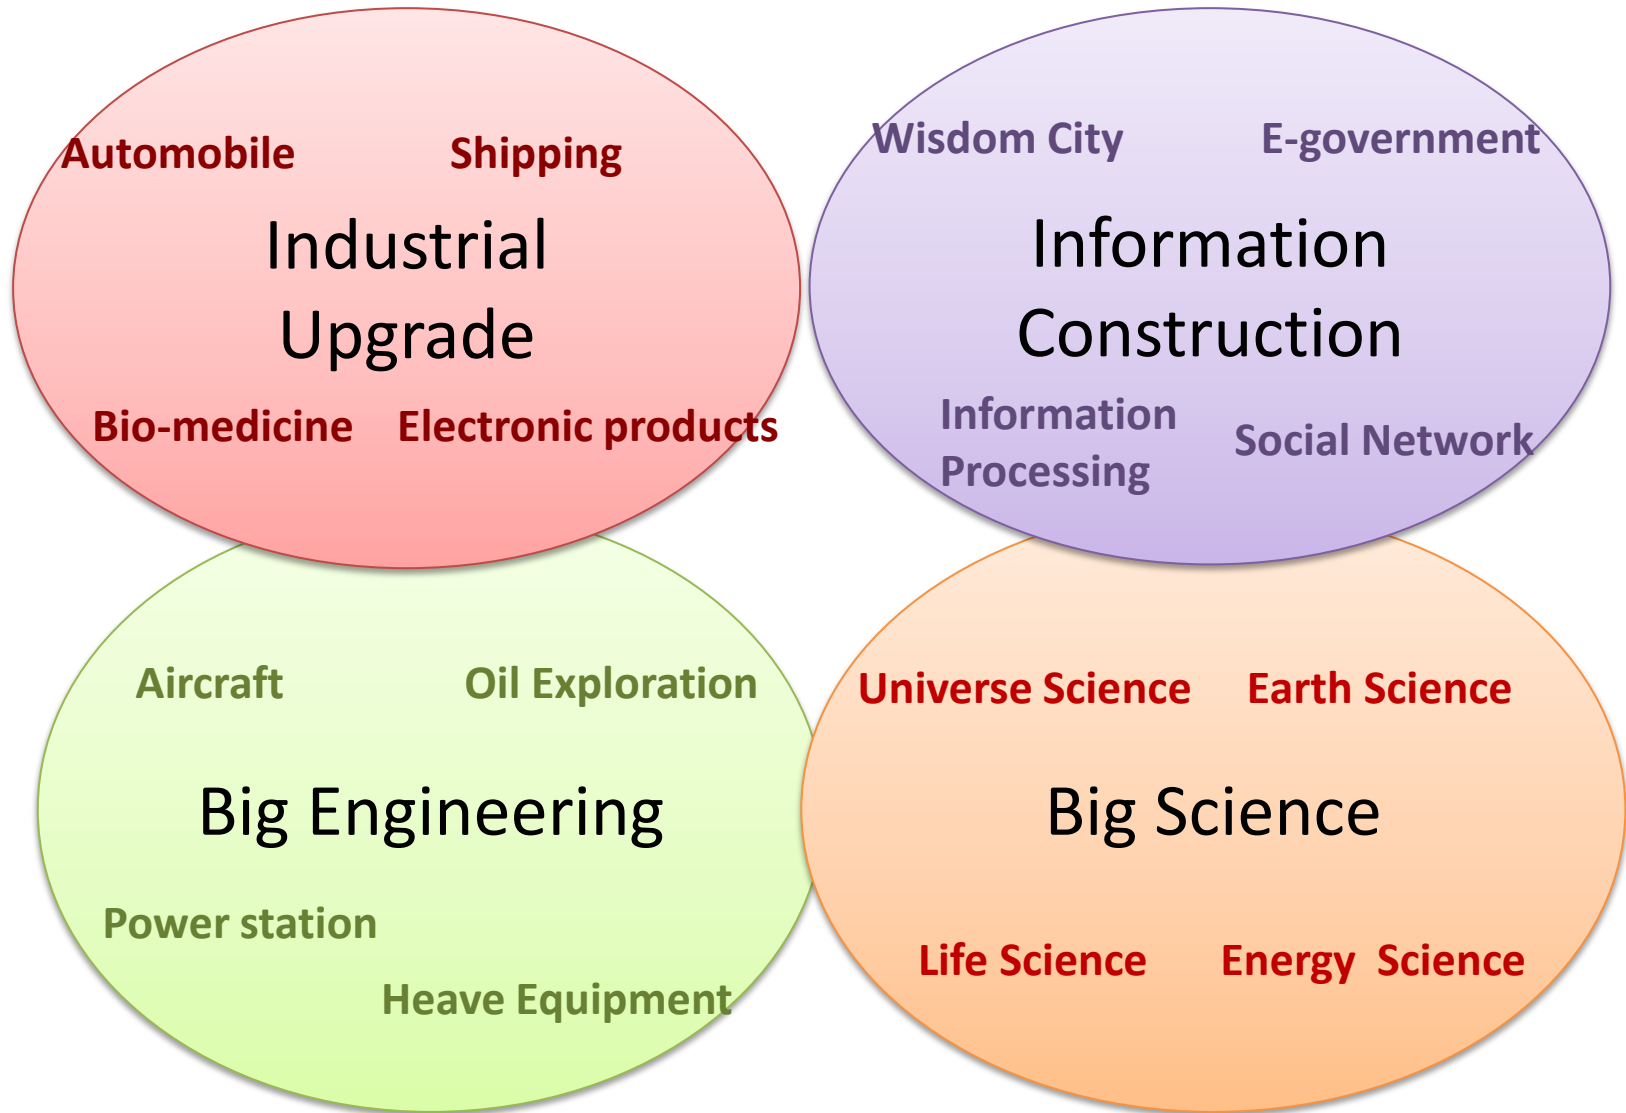 Automobile
Shipping
Industrial
Upgrade
Bio-medicine
Electronic products
Wisdom City
E-government
Information
Construction
Information
Processing
Social Network
Aircraft
Oil Exploration
Big Engineering
Power station
Heave Equipment
Universe Science
Earth Science
Big Science
Life Science
Energy  Science